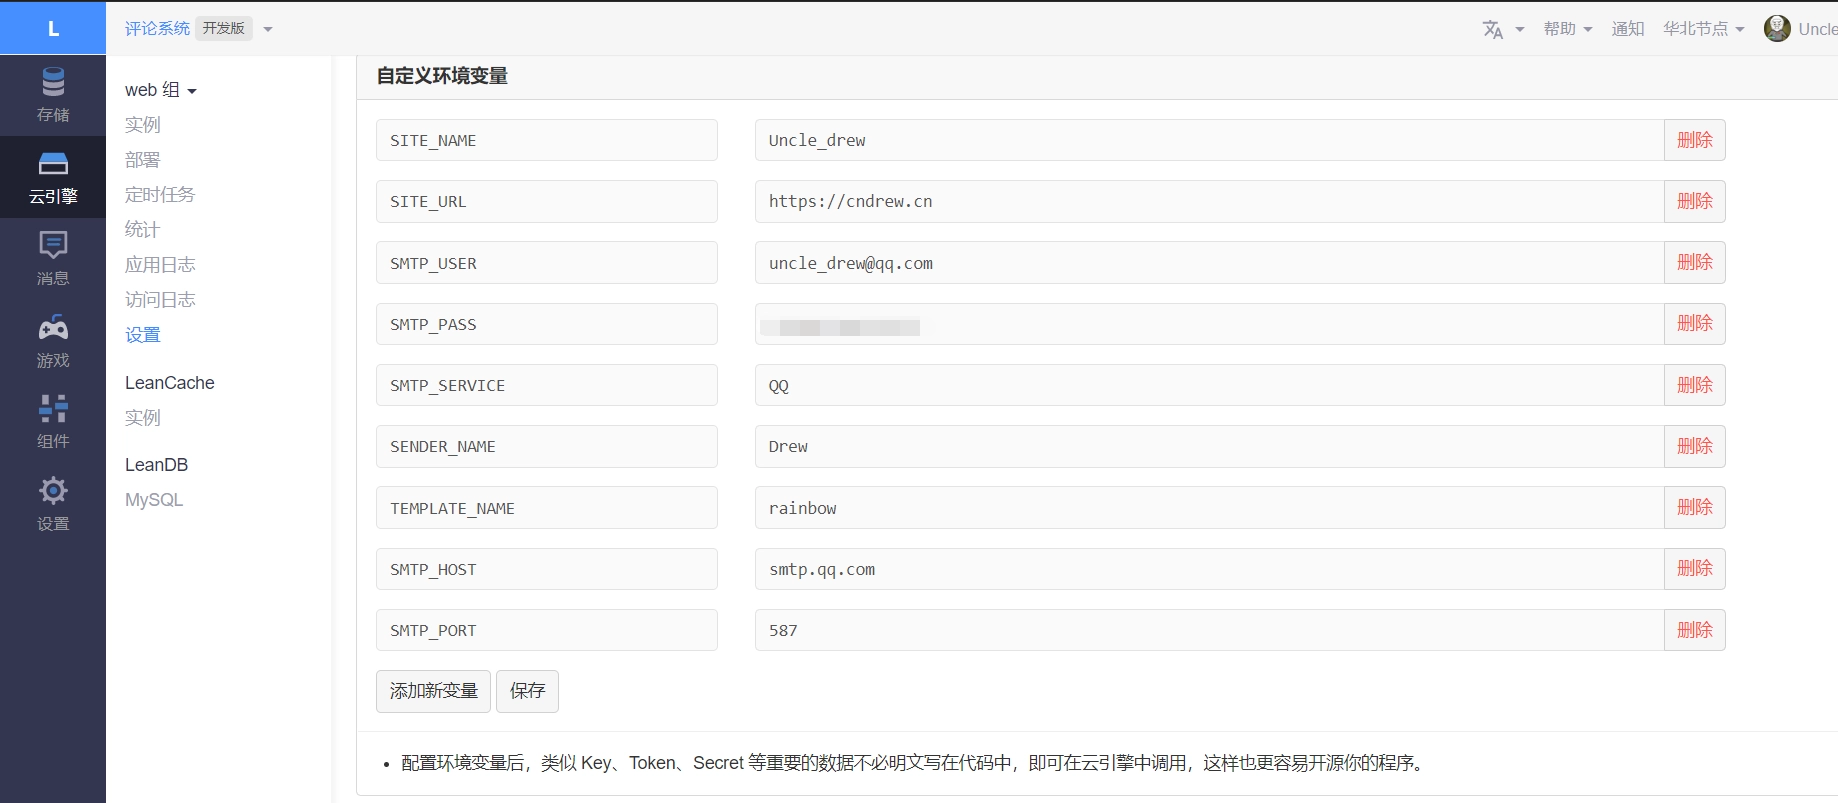 L
评论系统 开发版
帮助 通知 华北节点 Uncle
存储
云引擎
消息
游戏
组件
设置
web 组
实例
部署
定时任务
统计
应用日志
访问日志
设置
LeanCache
实例
LeanDB
MySQL
自定义环境变量
SITE_NAME Uncle_drew 删除
SITE_URL https://cndrew.cn 删除
SMTP_USER uncle_drew@qq.com 删除
SMTP_PASS 删除
SMTP_SERVICE QQ 删除
SENDER_NAME Drew 删除
TEMPLATE_NAME rainbow 删除
SMTP_HOST smtp.qq.com 删除
SMTP_PORT 587 删除
添加新变量 保存
• 配置环境变量后，类似 Key、Token、Secret 等重要的数据不必明文写在代码中，即可在云引擎中调用，这样也更容易开源你的程序。